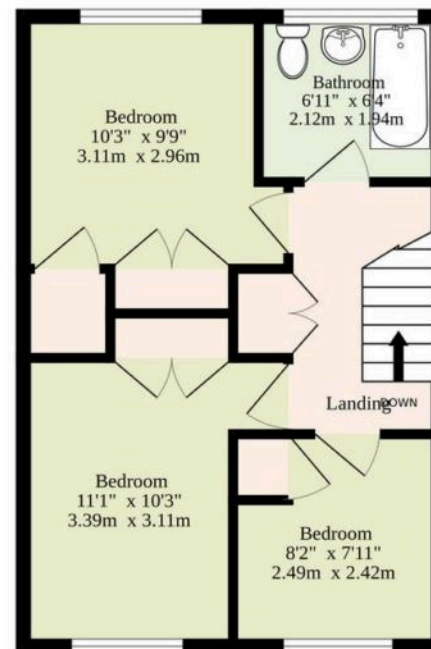 Bedroom
10'3" x 9'9"
3.11m x 2.96m
Bathroom
6'11" x 6'4"
2.12m x 1.94m
Landing
DOWN
Bedroom
11'1" x 10'3"
3.39m x 3.11m
Bedroom
8'2" x 7'11"
2.49m x 2.42m